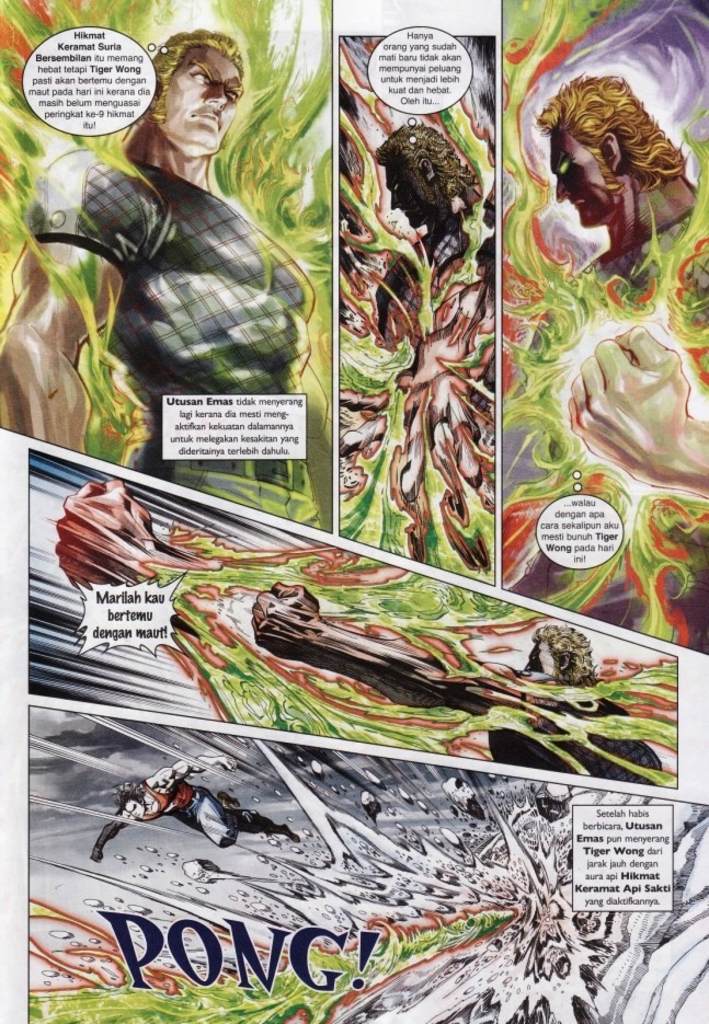 Hikmat
Keramat Suria
Bersembilan itu memang
hebat tetapi Tiger Wong
pasti akan bertemu dengan
maut pada hari ini kerana dia
masih belum menguasai
peringkat ke-9 hikmat
itu!
Utusan Emas tidak menyerang
lagi kerana dia mesti meng-
aktifkan kekuatan dalamannya
untuk melegakan kesakitan yang
dideritainya terlebih dahulu.
Hanya
orang yang sudah
mati baru tidak akan
mempunyai peluang
untuk menjadi lebih
kuat dan hebat.
Oleh itu...
...walau
dengan apa
cara sekalipun aku
mesti bunuh Tiger
Wong pada hari
ini!
Marilah kau
bertemu
dengan maut!
Setelah habis
berbicara, Utusan
Emas pun menyerang
Tiger Wong dari
jarak jauh dengan
aura api Hikmat
Keramat Api Sakti
yang diaktifkannya.
PONG!